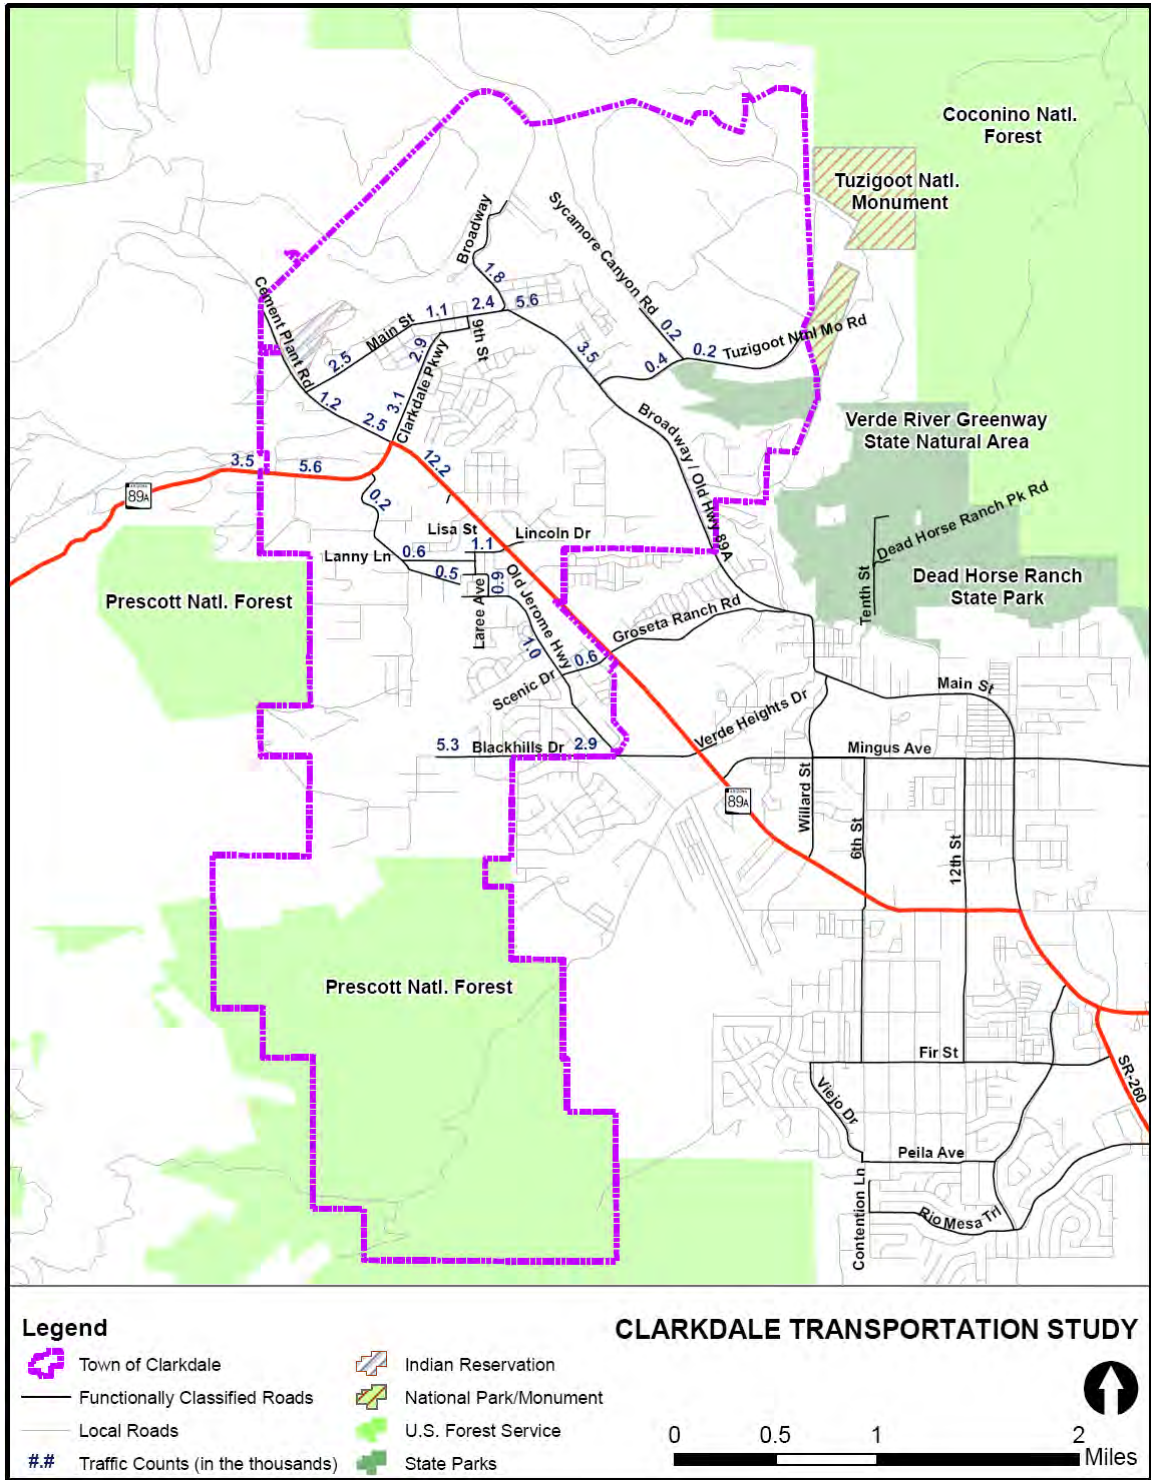 Coconino Natl.
Forest
Tuzigoot Natl.
Monument
Broadway
Sycamore Canyon Rd
1.8
Cement Plant Rd
1.1
2.4
5.6
Main St
9th St
0.2
Tuzigoot Ntnl Mo Rd
2.5
2.9
3.5
0.4
0.2
Clarkdale Pkwy
1.2
3.1
2.5
Broadway / Old Hwy 89A
Verde River Greenway
State Natural Area
3.5
5.6
12.2
89A
0.2
Dead Horse Ranch Pk Rd
Lisa St
Lincoln Dr
1.1
Lanny Ln
0.6
0.5
0.9
Old Jerome Hwy
Laree Ave
Tenth St
Dead Horse Ranch
State Park
Prescott Natl. Forest
Groseta Ranch Rd
1.0
0.6
Scenic Dr
Main St
Verde Heights Dr
5.3
Blackhills Dr
2.9
Mingus Ave
89A
Willard St
6th St
12th St
Prescott Natl. Forest
Fir St
SR-260
Viejo Dr
Peila Ave
Contention Ln
Rio Mesa Trl
Legend
CLARKDALE TRANSPORTATION STUDY
Town of Clarkdale
Indian Reservation
Functionally Classified Roads
National Park/Monument
Local Roads
U.S. Forest Service
#.#
Traffic Counts (in the thousands)
State Parks
0 0.5 1 2
Miles